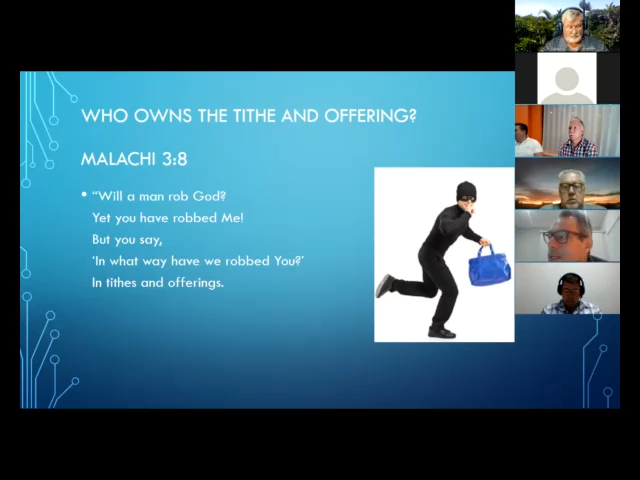 WHO OWNS THE TITHE AND OFFERING?
MALACHI 3:8
• “Will a man rob God?
Yet you have robbed Me!
But you say,
‘In what way have we robbed You?’
In tithes and offerings.